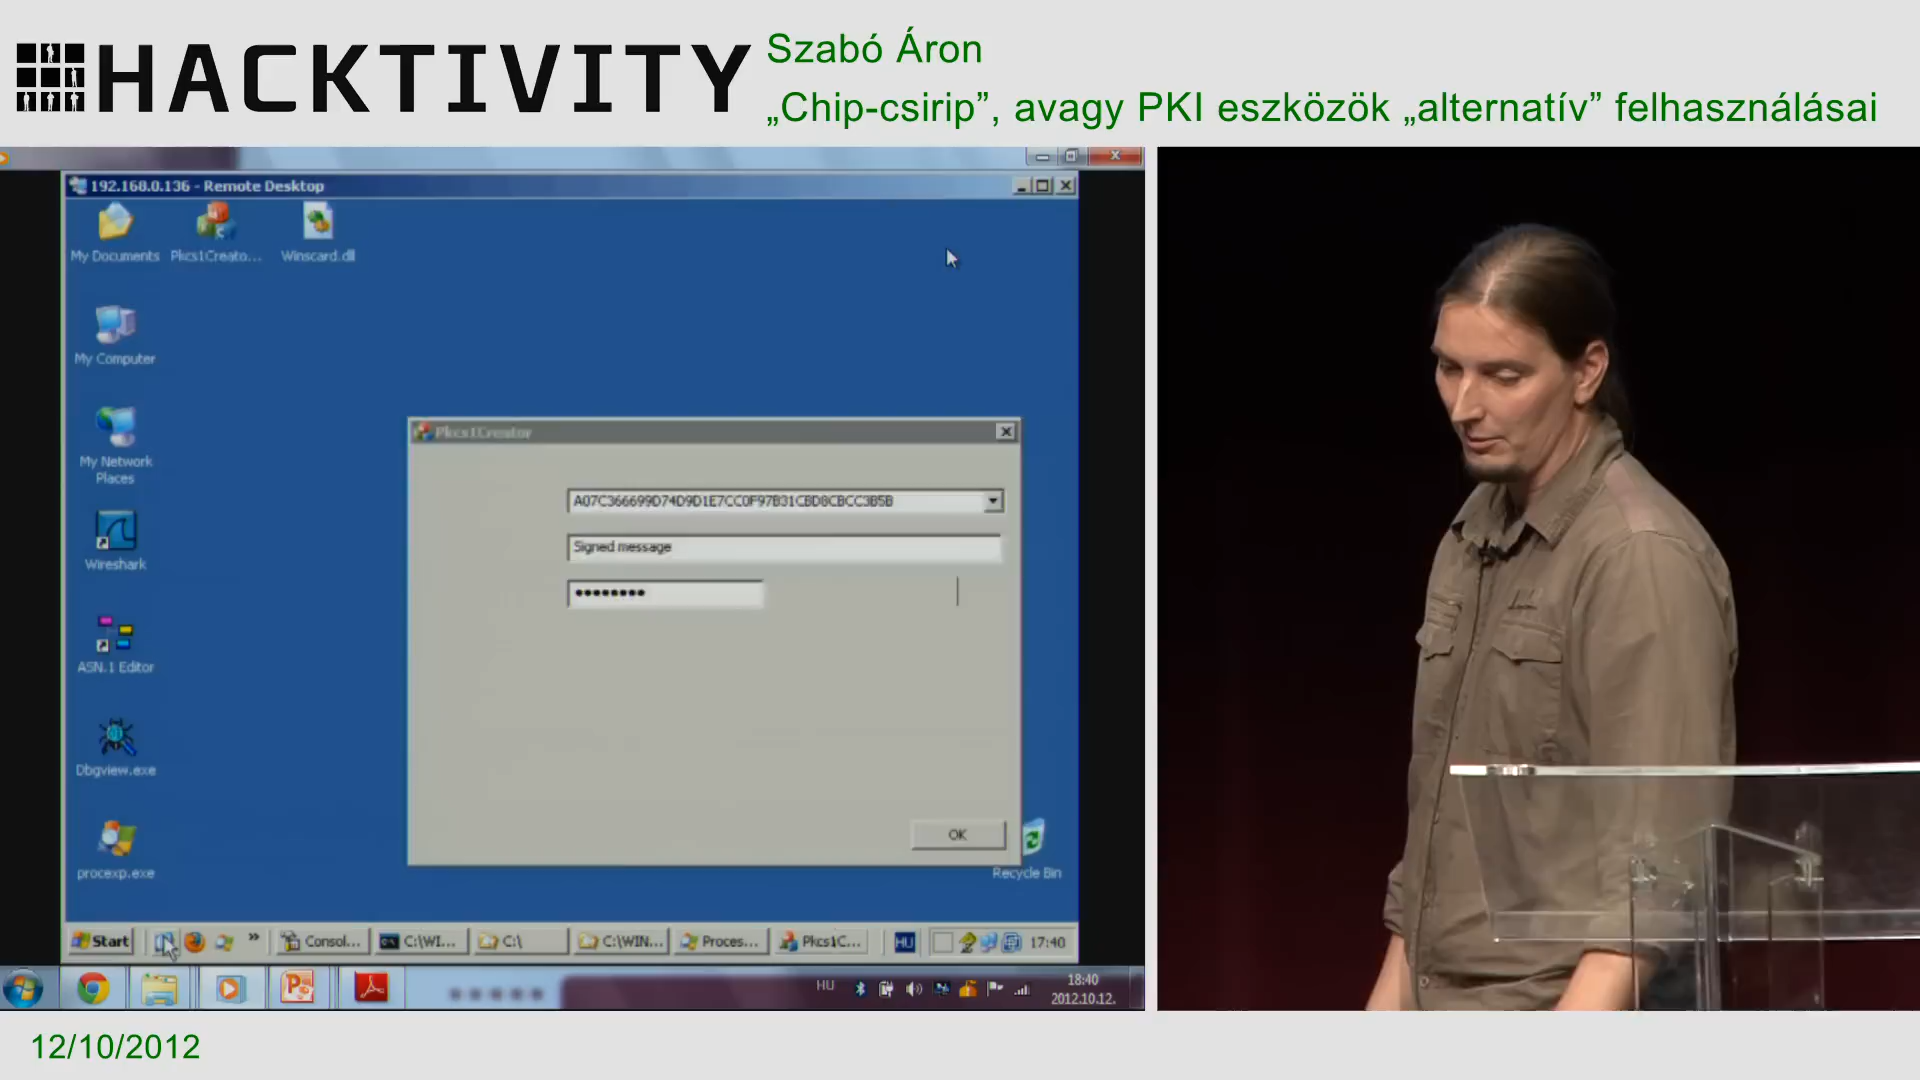 HACKTIVITY
Szabó Áron
„Chip-csirip”, avagy PKI eszközök „alternatív” felhasználásai
192.168.0.136 - Remote Desktop
My Documents
Pkcs1Creato...
Winscard.dll
My Computer
My Network
Places
Wireshark
ASN.1 Editor
Dbgview.exe
procexp.exe
Pkcs1Creator
A07C366699D74D9D1E7CC0F97B31CBD8CBCC3B5B
Signed message
OK
Recycle Bin
Start
»
Consol...
C:\WI...
C:\
C:\WIN...
Proces...
Pkcs1C...
HU
17:40
HU
18:40
2012.10.12.
12/10/2012